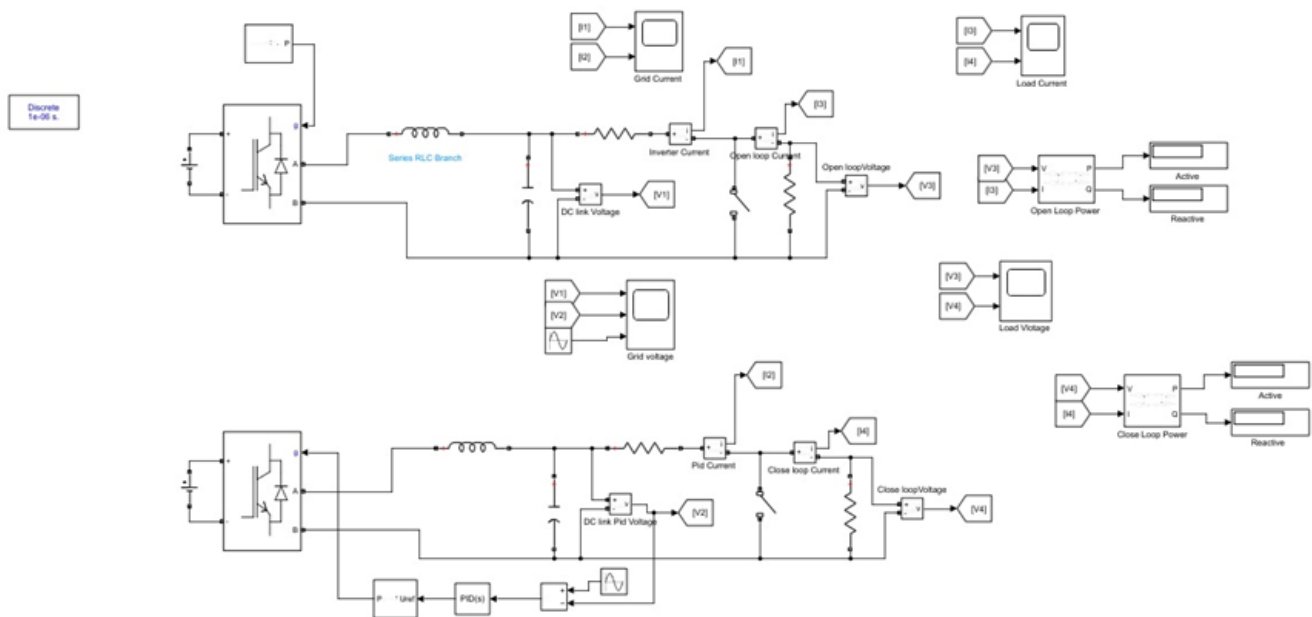 P
[I1]
[I2]
Grid Current
[I1]
[I3]
[I4]
Load Current
Discrete
1e-06 s.
g
A
B
+
-
Series RLC Branch
+
i
-
Inverter Current
[I3]
+
i
-
Open loop Current
+
-
v
DC link Voltage
[V1]
Open loopVoltage
+
-
v
[V3]
[V3]
[I3]
V
I
P
Q
Open Loop Power
Active
Reactive
[V1]
[V2]
Grid voltage
[V3]
[V4]
Load Vlotage
[I2]
[V4]
[I4]
V
I
P
Q
Close Loop Power
Active
Reactive
g
A
B
+
-
+
i
-
Pid Current
[I4]
+
i
-
Close loop Current
+
-
v
DC link Pid Voltage
[V2]
Close loopVoltage
+
-
v
[V4]
P
Uref
PID(s)
+
-